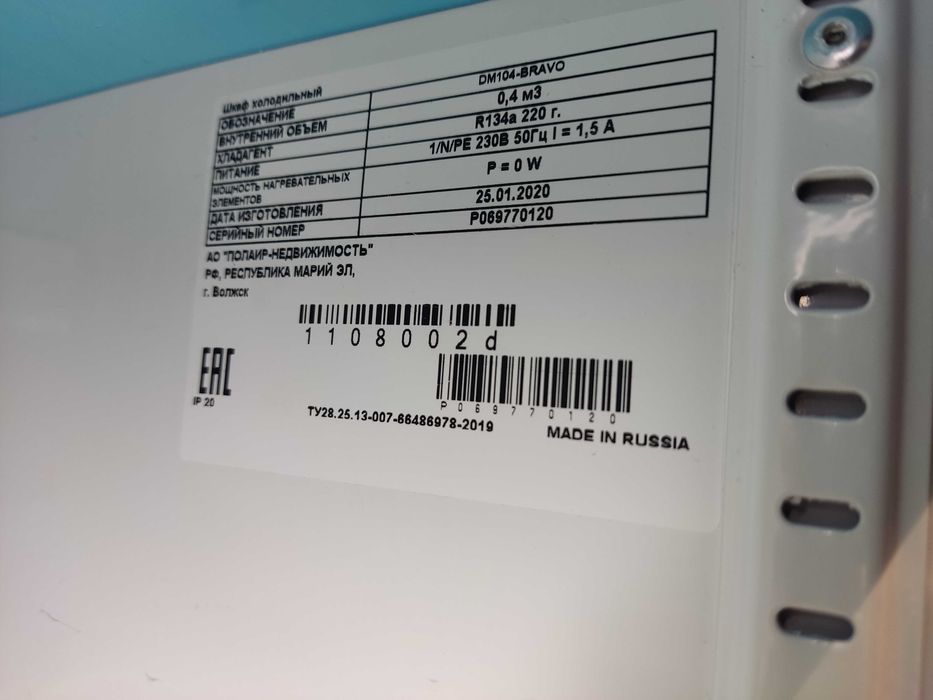 Шкаф холодильный
ОБОЗНАЧЕНИЕ DM104-BRAVO
ВНУТРЕННИЙ ОБЪЕМ 0,4 м3
ХЛАДАГЕНТ R134a 220 г.
ПИТАНИЕ 1/N/PE 230В 50Гц I = 1,5 А
МОЩНОСТЬ НАГРЕВАТЕЛЬНЫХ ЭЛЕМЕНТОВ P = 0 W
ДАТА ИЗГОТОВЛЕНИЯ 25.01.2020
СЕРИЙНЫЙ НОМЕР P069770120
АО "ПОЛАИР-НЕДВИЖИМОСТЬ"
РФ, РЕСПУБЛИКА МАРИЙ ЭЛ,
г. Волжск
1108002d
EAC
IP 20
P069770120
ТУ28.25.13-007-66486978-2019
MADE IN RUSSIA